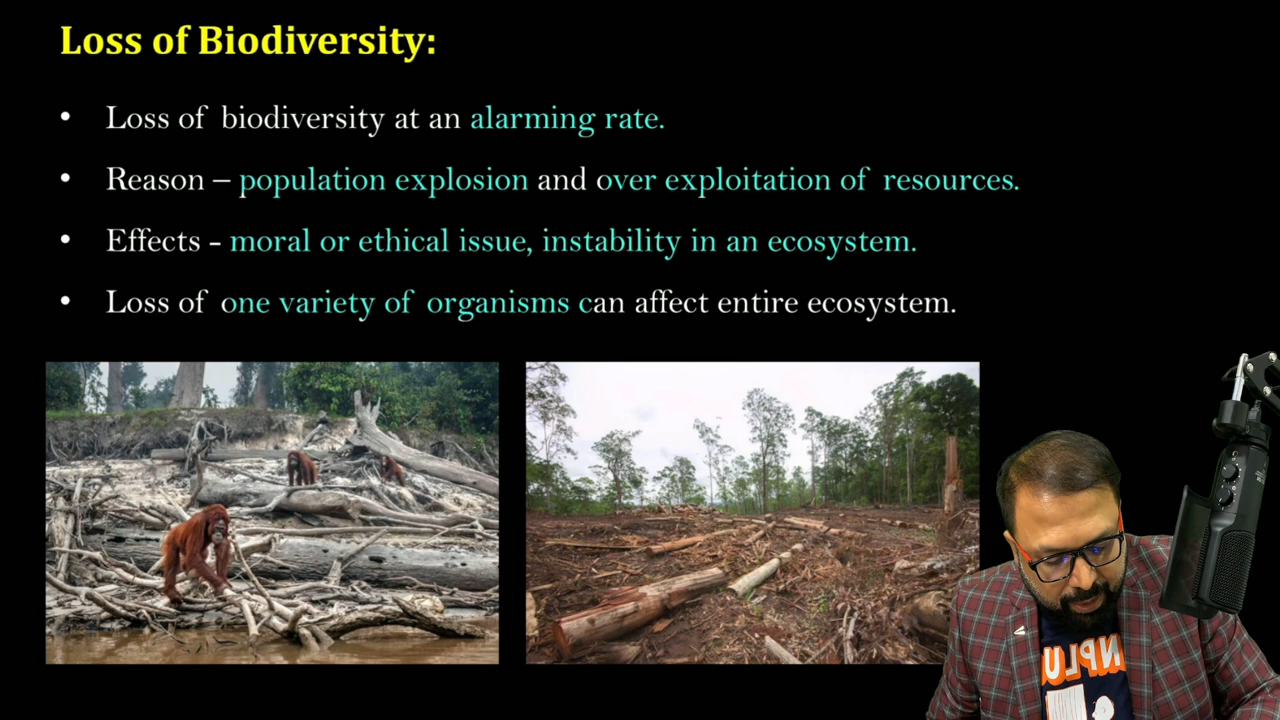 Loss of Biodiversity:
• Loss of biodiversity at an alarming rate.
• Reason – population explosion and over exploitation of resources.
• Effects - moral or ethical issue, instability in an ecosystem.
• Loss of one variety of organisms can affect entire ecosystem.